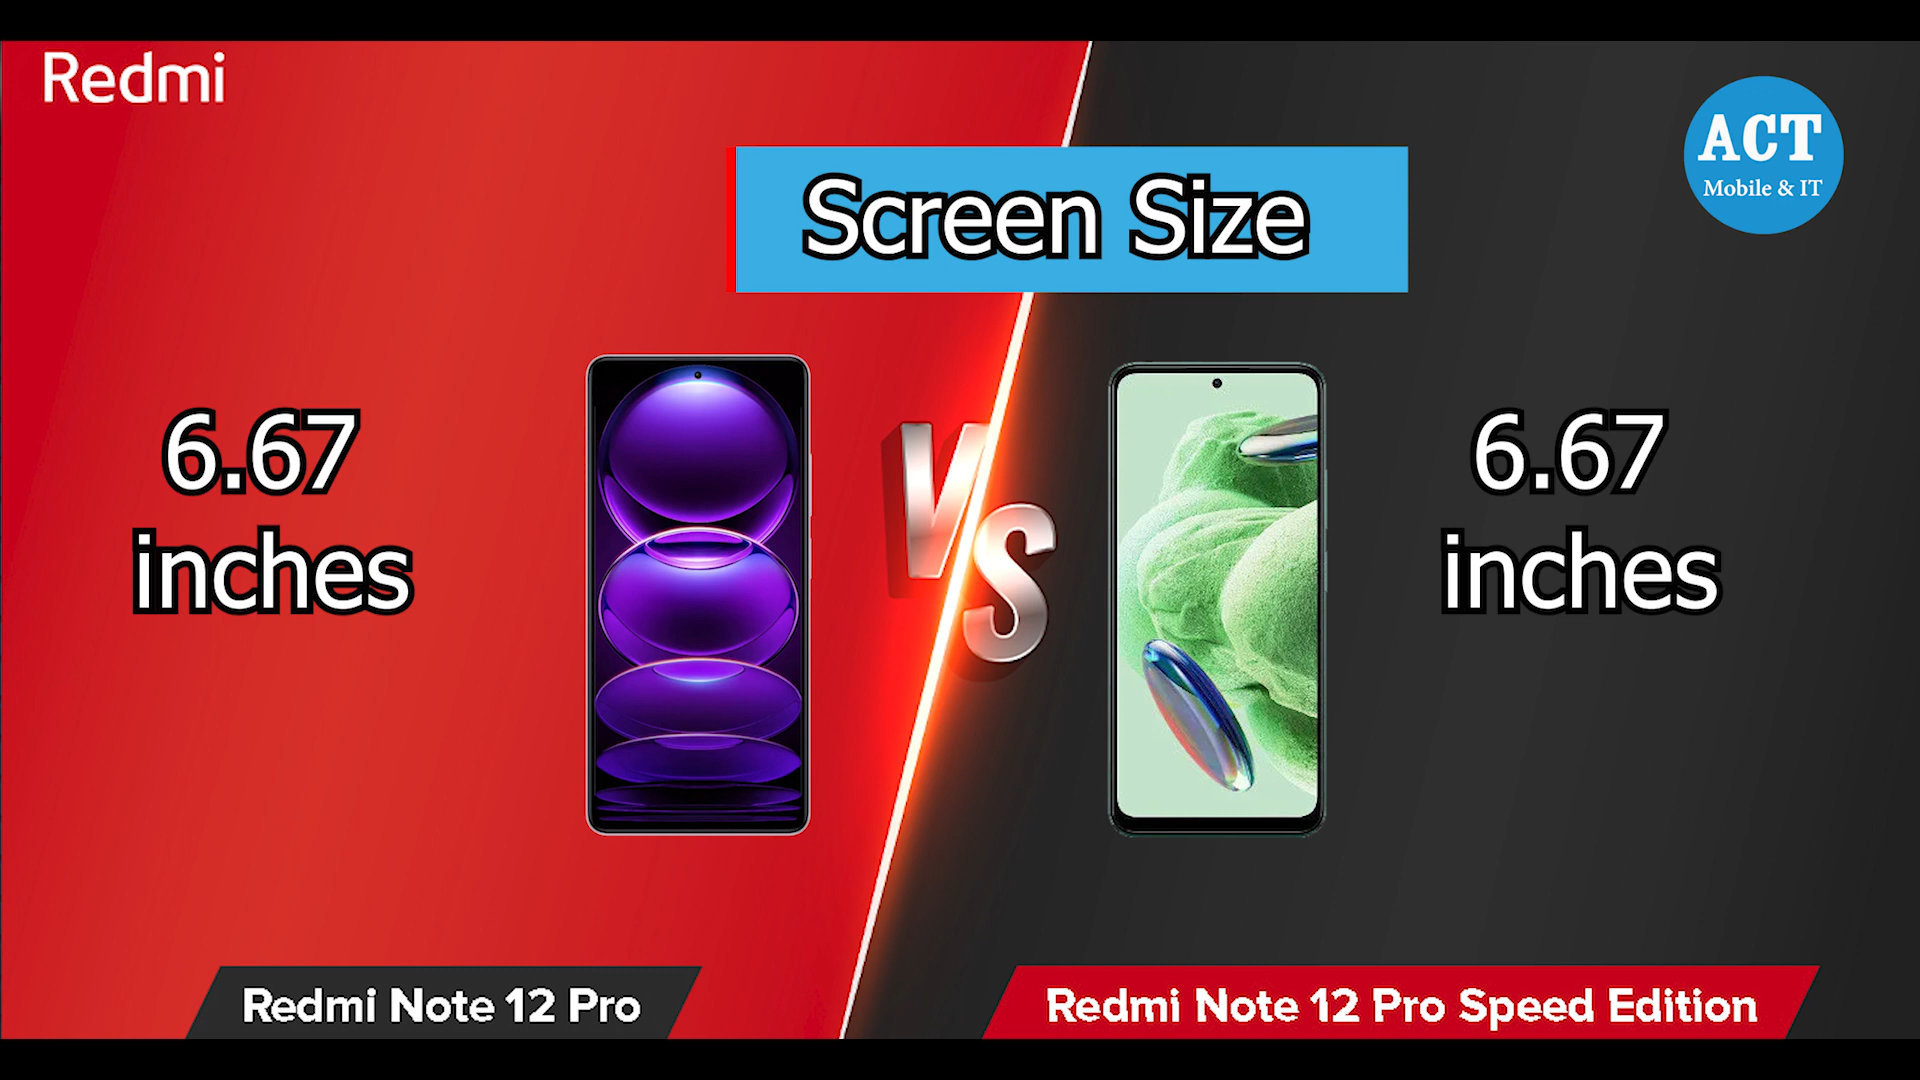 Redmi
ACT
Mobile & IT
Screen Size
6.67
inches
VS
6.67
inches
Redmi Note 12 Pro
Redmi Note 12 Pro Speed Edition